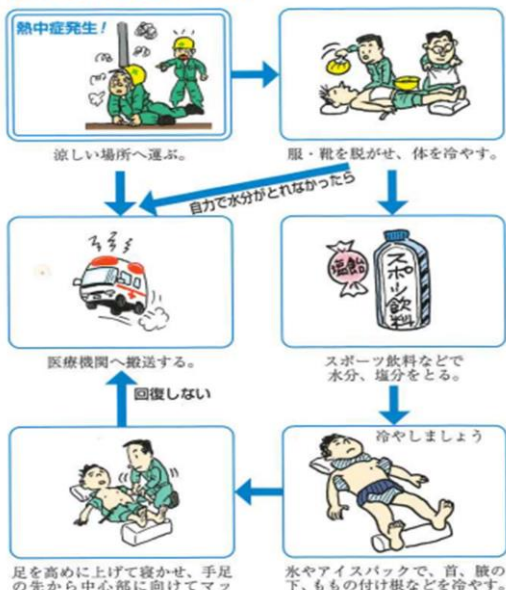 熱中症発生!
涼しい場所へ運ぶ。
服・靴を脱がせ、体を冷やす。
自力で水分がとれなかったら
医療機関へ搬送する。
塩飴
スポーツ飲料
スポーツ飲料などで
水分、塩分をとる。
回復しない
冷やしましょう
足を高めに上げて寝かせ、手足
の先から中心部に向けてマッ
氷やアイスパックで、首、腋の
下、ももの付け根などを冷やす。